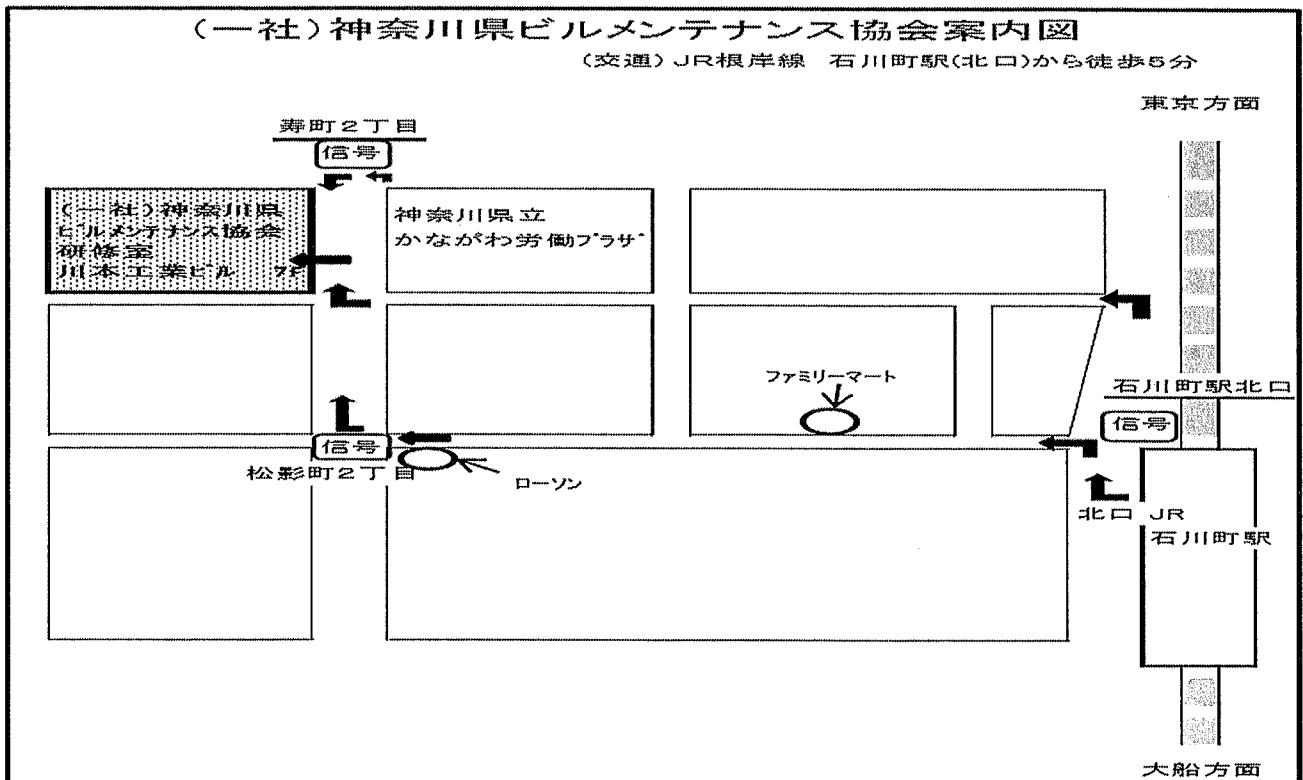 (一社)神奈川県ビルメンテナンス協会案内図
(交通)JR根岸線 石川町駅(北口)から徒歩5分
東京方面
寿町2丁目
信号
(一社)神奈川県
ビルメンテナンス協会
研修室
川本工業ビル 7F
神奈川県立
かながわ労働プラザ
ファミリーマート
石川町駅北口
信号
信号
松影町2丁目
ローソン
北口 JR
石川町駅
大船方面